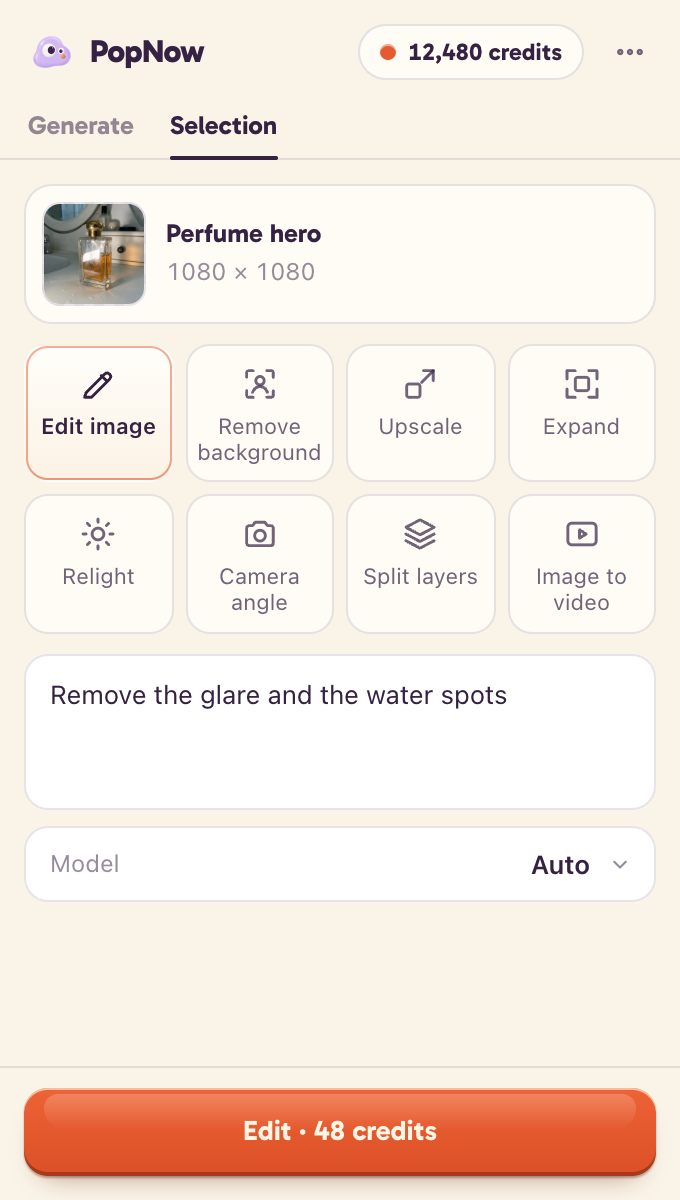 PopNow
12,480 credits
Generate
Selection
Perfume hero
1080 × 1080
Edit image
Remove
background
Upscale
Expand
Relight
Camera
angle
Split layers
Image to
video
Remove the glare and the water spots
Model
Auto
Edit · 48 credits